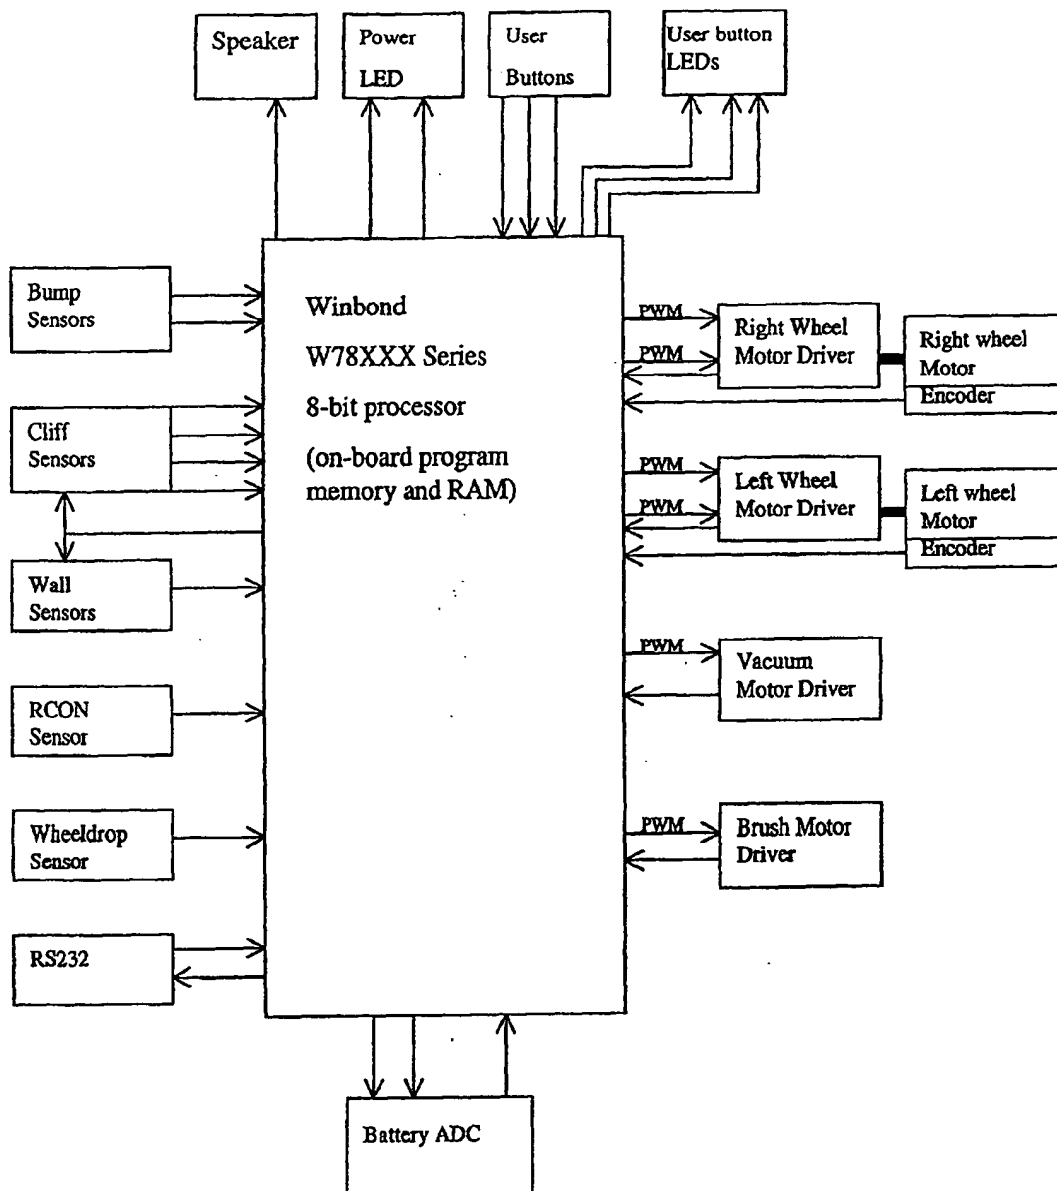 Speaker
Power
LED
User
Buttons
User button
LEDs
Bump
Sensors
Cliff
Sensors
Wall
Sensors
RCON
Sensor
Wheeldrop
Sensor
RS232
Winbond
W78XXX Series
8-bit processor
(on-board program
memory and RAM)
PWM
PWM
Right Wheel
Motor Driver
Right wheel
Motor
Encoder
PWM
PWM
Left Wheel
Motor Driver
Left wheel
Motor
Encoder
PWM
Vacuum
Motor Driver
PWM
Brush Motor
Driver
Battery ADC